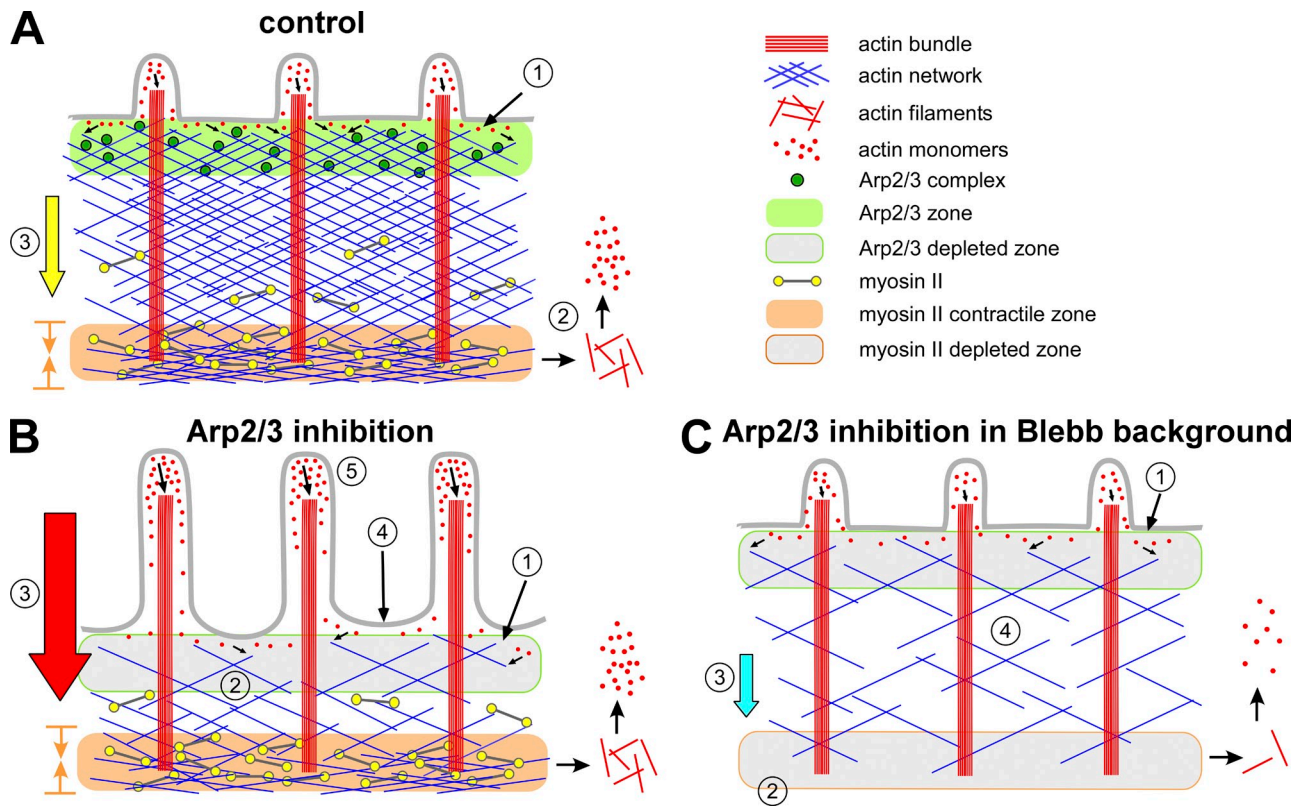 A
control
1
3
2
actin bundle
actin network
actin filaments
actin monomers
Arp2/3 complex
Arp2/3 zone
Arp2/3 depleted zone
myosin II
myosin II contractile zone
myosin II depleted zone
B
Arp2/3 inhibition
5
4
1
3
2
C
Arp2/3 inhibition in Blebb background
1
4
3
2